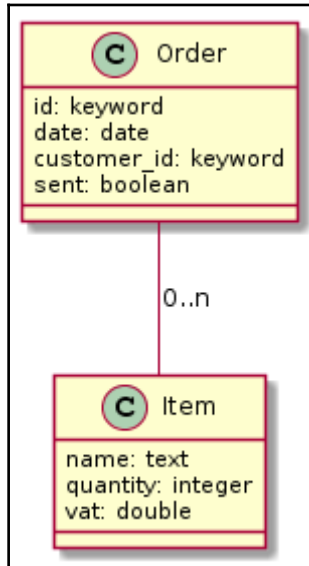 C Order
id: keyword
date: date
customer_id: keyword
sent: boolean
0..n
C Item
name: text
quantity: integer
vat: double